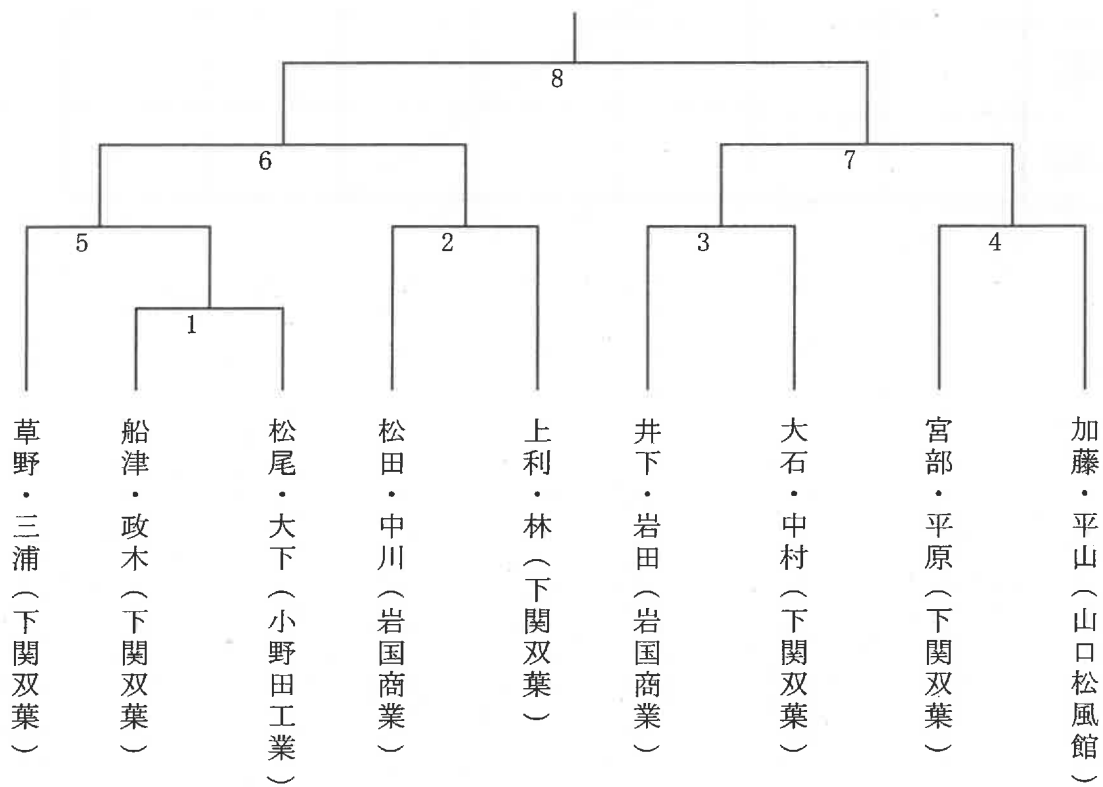 8
6
7
5
2
3
4
1
草野・三浦(下関双葉)
船津・政木(下関双葉)
松尾・大下(小野田工業)
松田・中川(岩国商業)
上利・林(下関双葉)
井下・岩田(岩国商業)
大石・中村(下関双葉)
宮部・平原(下関双葉)
加藤・平山(山口松風館)